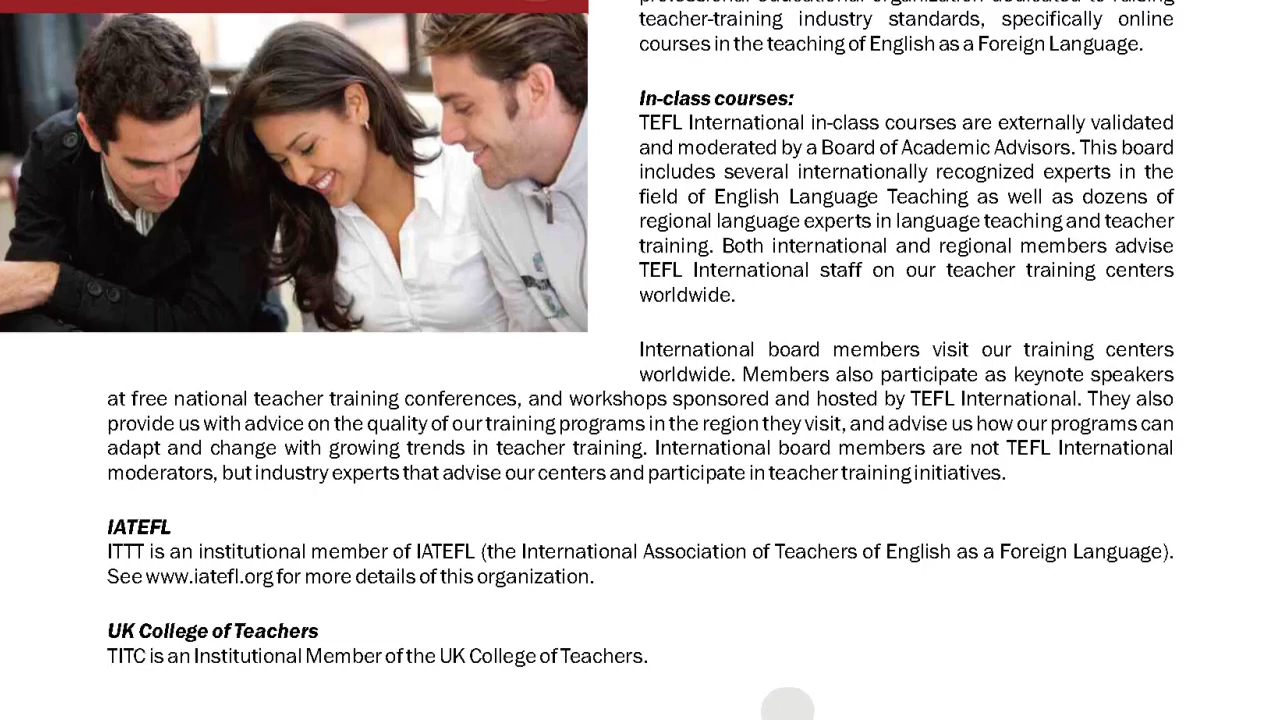 professional educational organization dedicated to raising
teacher-training industry standards, specifically online
courses in the teaching of English as a Foreign Language.
In-class courses:
TEFL International in-class courses are externally validated
and moderated by a Board of Academic Advisors. This board
includes several internationally recognized experts in the
field of English Language Teaching as well as dozens of
regional language experts in language teaching and teacher
training. Both international and regional members advise
TEFL International staff on our teacher training centers
worldwide.
International board members visit our training centers
worldwide. Members also participate as keynote speakers
at free national teacher training conferences, and workshops sponsored and hosted by TEFL International. They also
provide us with advice on the quality of our training programs in the region they visit, and advise us how our programs can
adapt and change with growing trends in teacher training. International board members are not TEFL International
moderators, but industry experts that advise our centers and participate in teacher training initiatives.
IATEFL
ITTT is an institutional member of IATEFL (the International Association of Teachers of English as a Foreign Language).
See www.iatefl.org for more details of this organization.
UK College of Teachers
TITC is an Institutional Member of the UK College of Teachers.